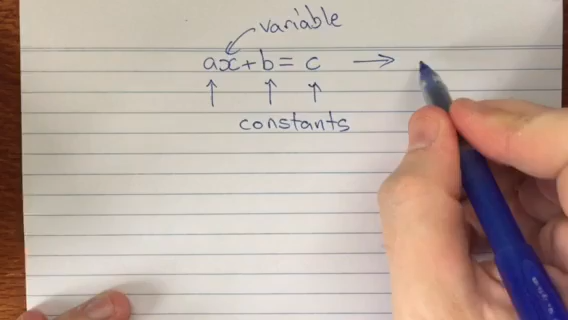 variable
ax + b = c →
constants